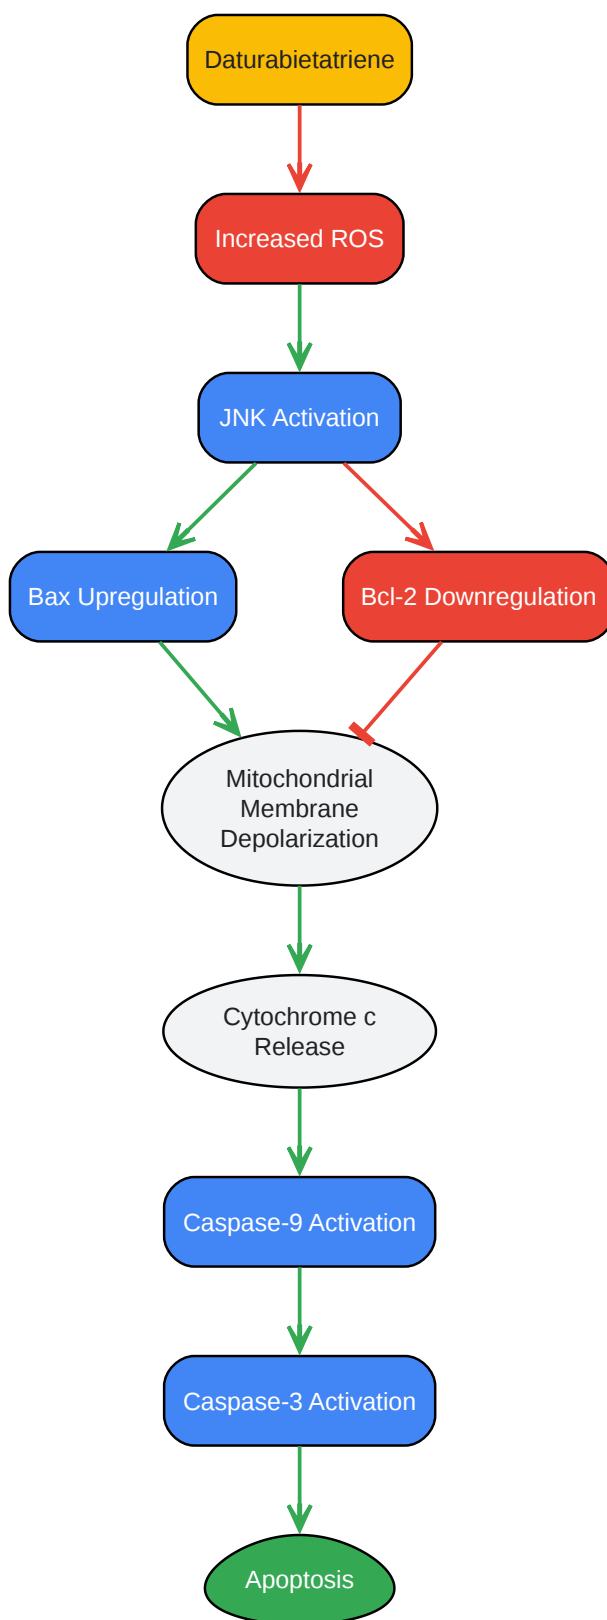 Daturabietatriene
Increased ROS
JNK Activation
Bax Upregulation
Bcl-2 Downregulation
Mitochondrial
Membrane
Depolarization
Cytochrome c
Release
Caspase-9 Activation
Caspase-3 Activation
Apoptosis